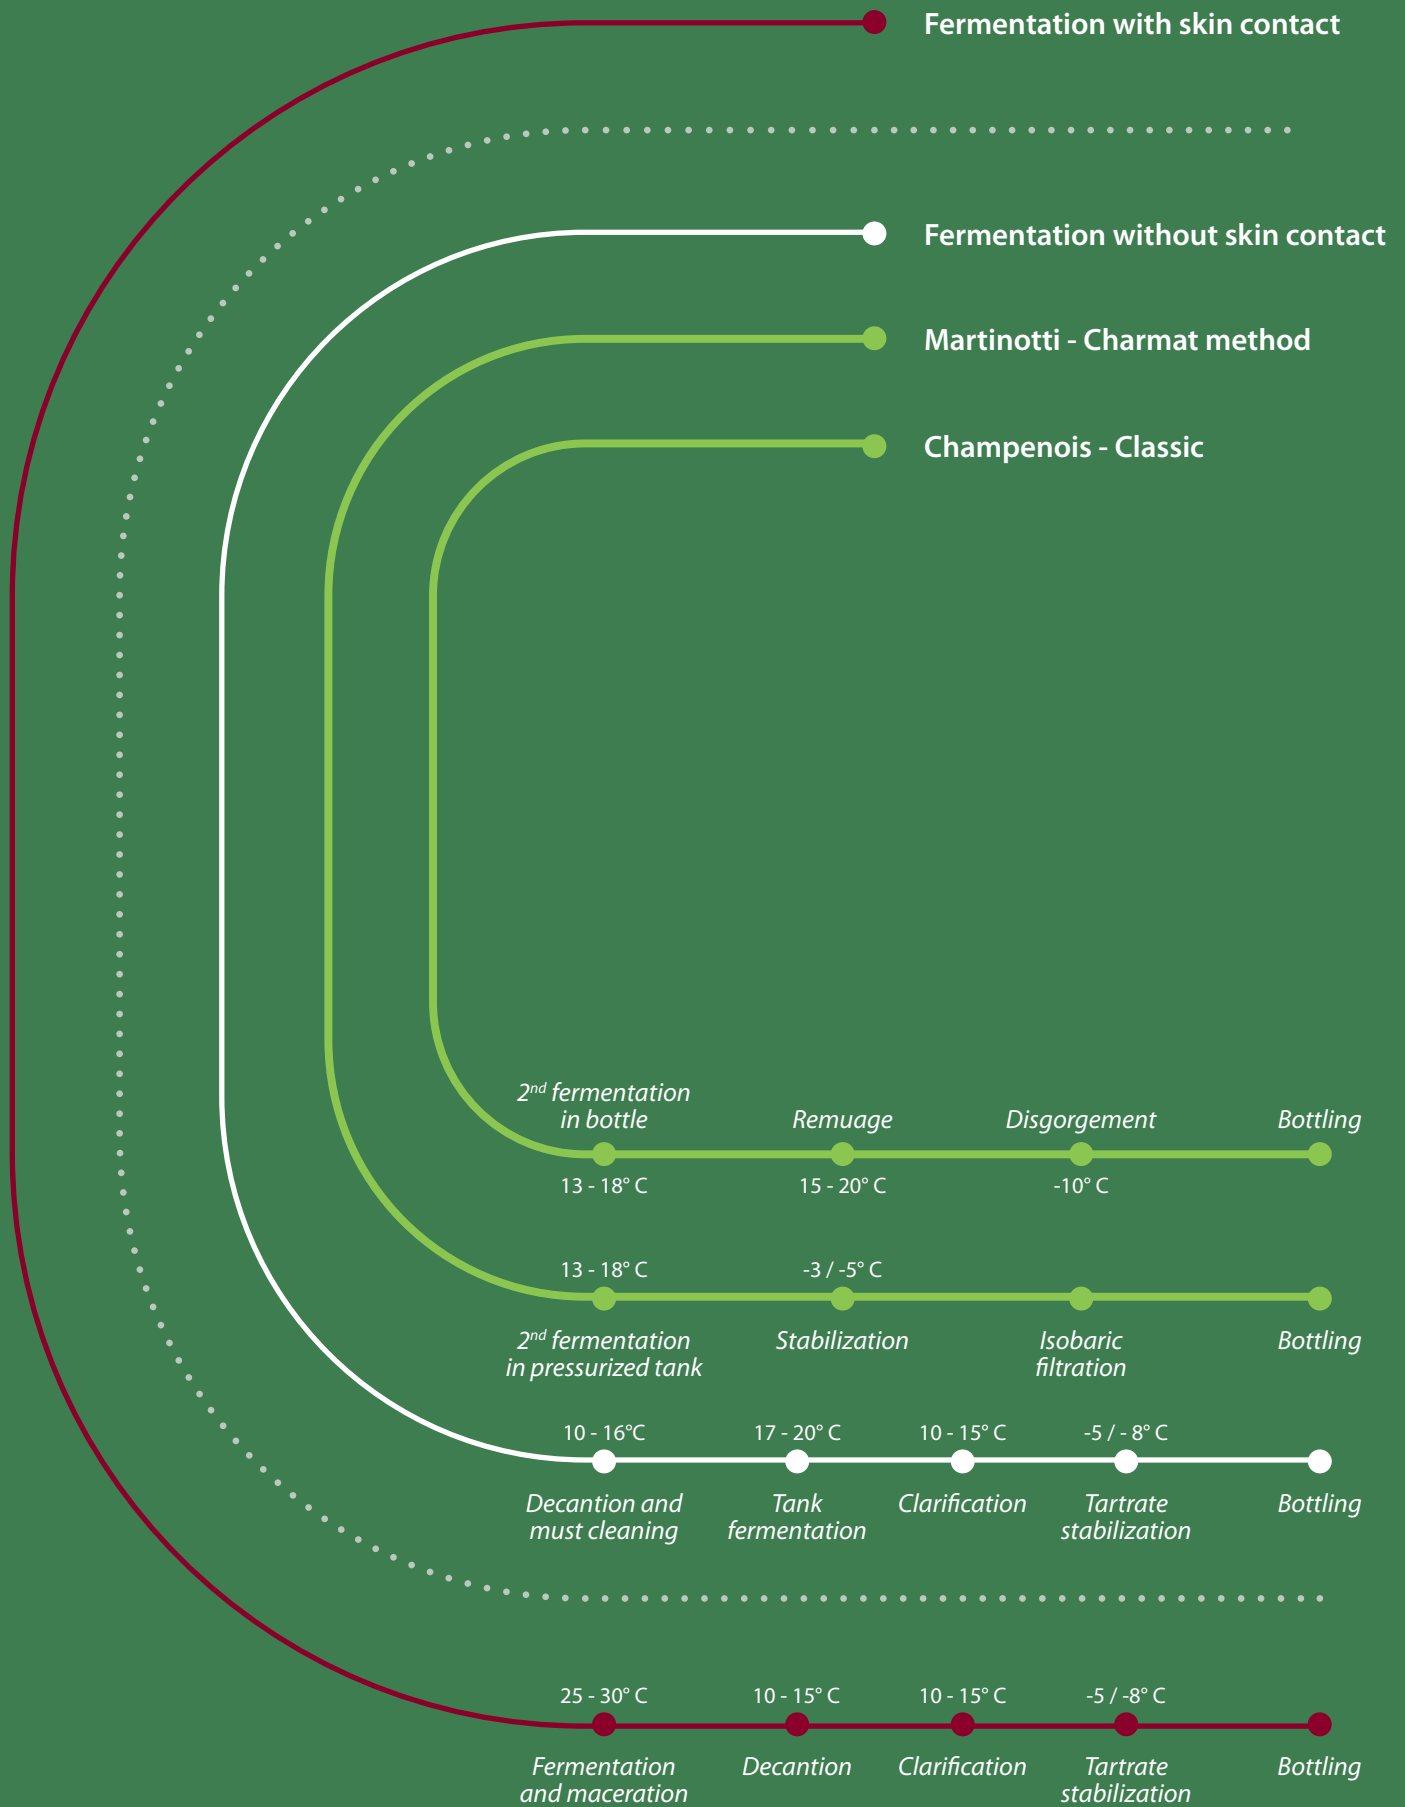 Fermentation with skin contact
Fermentation without skin contact
Martinotti - Charmat method
Champenois - Classic
2nd fermentation
in bottle
Remuage
Disgorgement
Bottling
13 - 18° C
15 - 20° C
-10° C
13 - 18° C
-3 / -5° C
2nd fermentation
in pressurized tank
Stabilization
Isobaric
filtration
Bottling
10 - 16°C
17 - 20° C
10 - 15° C
-5 / - 8° C
Decantion and
must cleaning
Tank
fermentation
Clarification
Tartrate
stabilization
Bottling
25 - 30° C
10 - 15° C
10 - 15° C
-5 / -8° C
Fermentation
and maceration
Decantion
Clarification
Tartrate
stabilization
Bottling